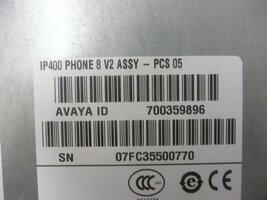 IP400 PHONE 8 V2 ASSY - PCS 05
AVAYA ID 700359896
SN 07FC35500770